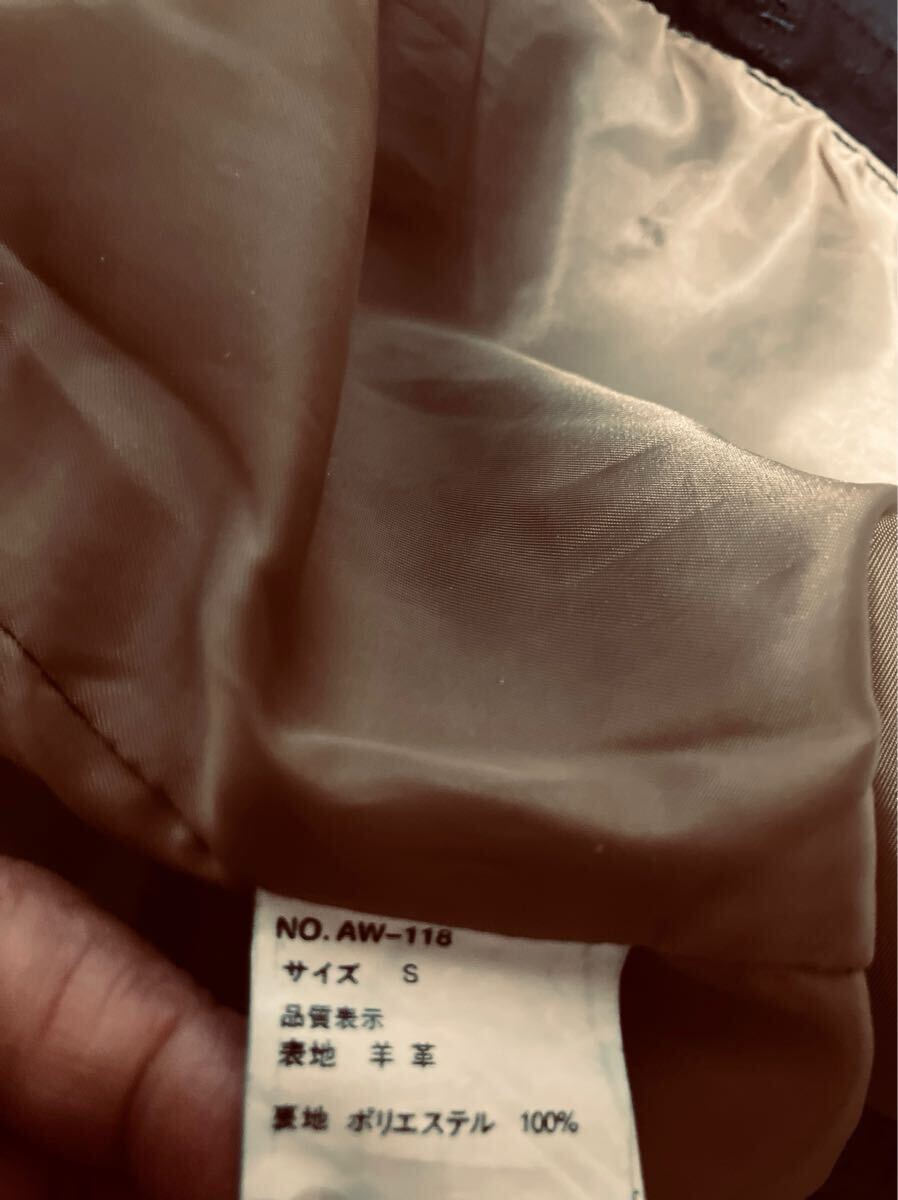 NO. AW-118
サイズ S
品質表示
表地 羊 革
裏地 ポリエステル 100%